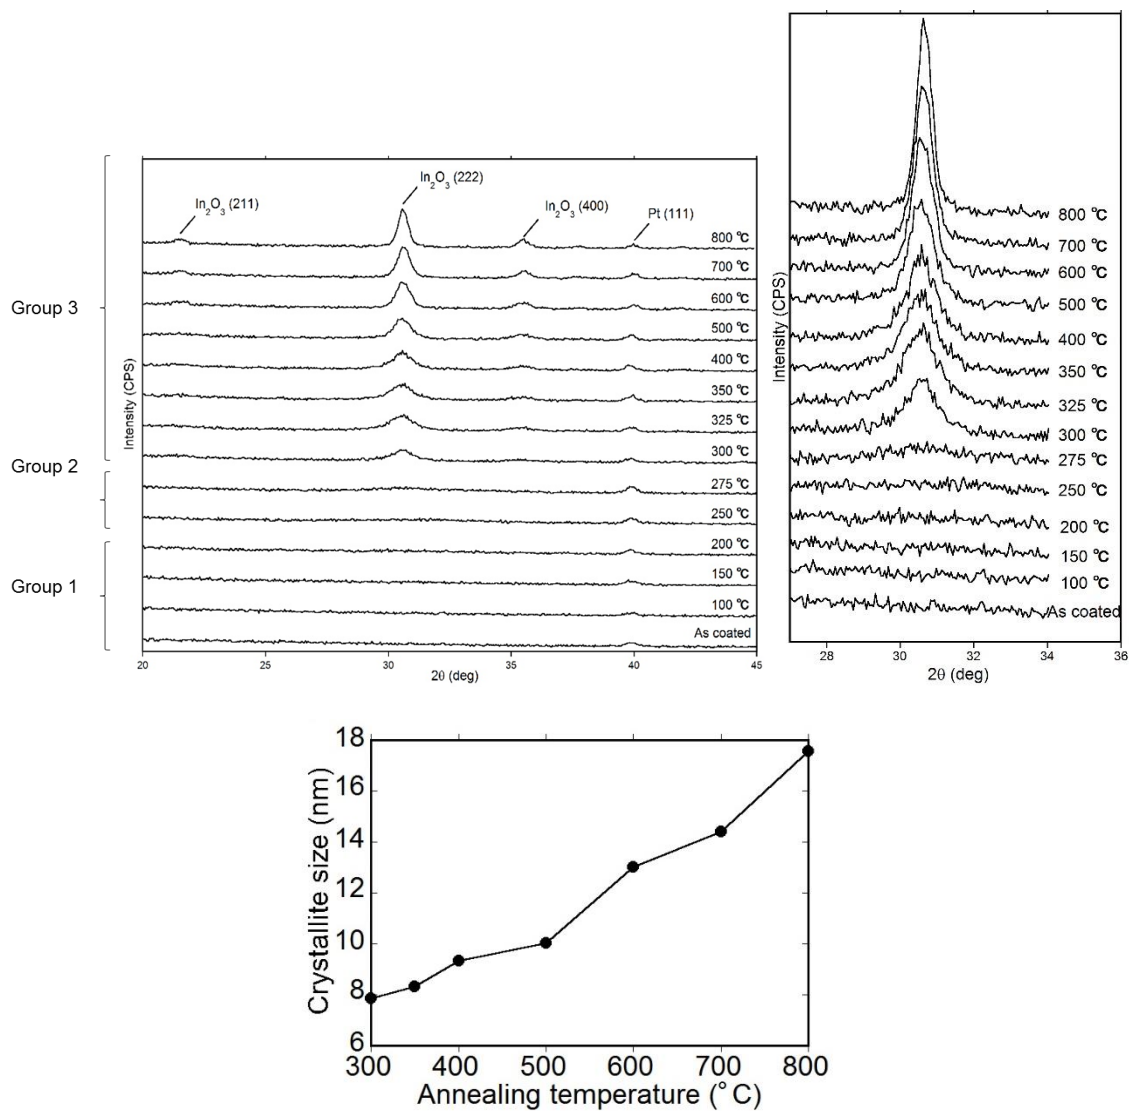 In₂O₃ (211)
In₂O₃ (222)
In₂O₃ (400)
Pt (111)
800 °C
700 °C
600 °C
500 °C
400 °C
350 °C
325 °C
300 °C
275 °C
250 °C
200 °C
150 °C
100 °C
As coated
Group 3
Group 2
Group 1
Intensity (CPS)
20 25 30 35 40 45
2θ (deg)
800 °C
700 °C
600 °C
500 °C
400 °C
350 °C
325 °C
300 °C
275 °C
250 °C
200 °C
150 °C
100 °C
As coated
Intensity (CPS)
28 30 32 34 36
2θ (deg)
18
16
14
12
10
8
6
Crystallite size (nm)
300 400 500 600 700 800
Annealing temperature (°C)